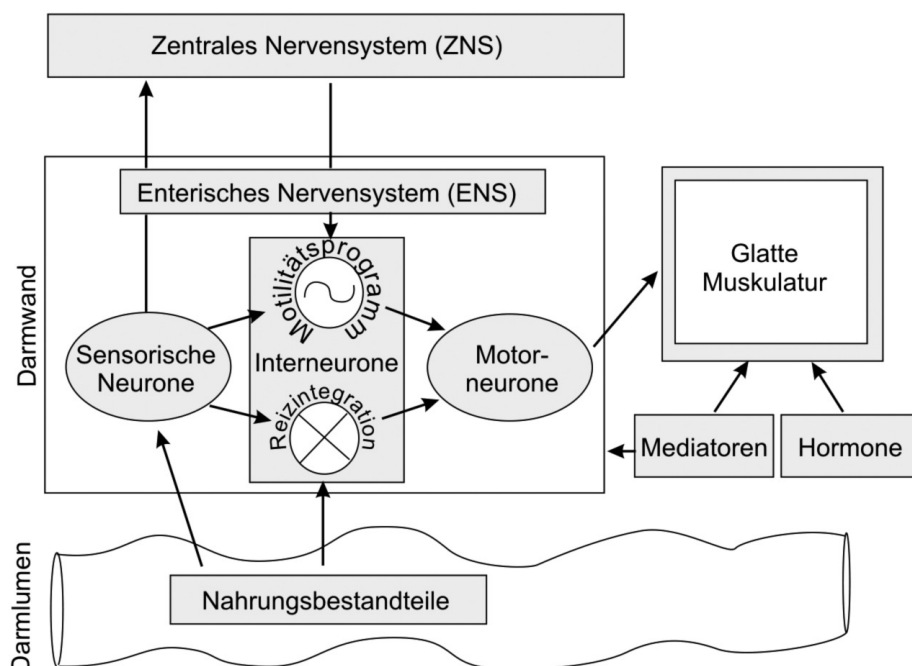 Zentrales Nervensystem (ZNS)
Darmwand
Enterisches Nervensystem (ENS)
Motilitätsprogramm
Glatte
Muskulatur
Sensorische
Neurone
Interneurone
Motor-
neurone
Reizintegration
Mediatoren
Hormone
Darmlumen
Nahrungsbestandteile